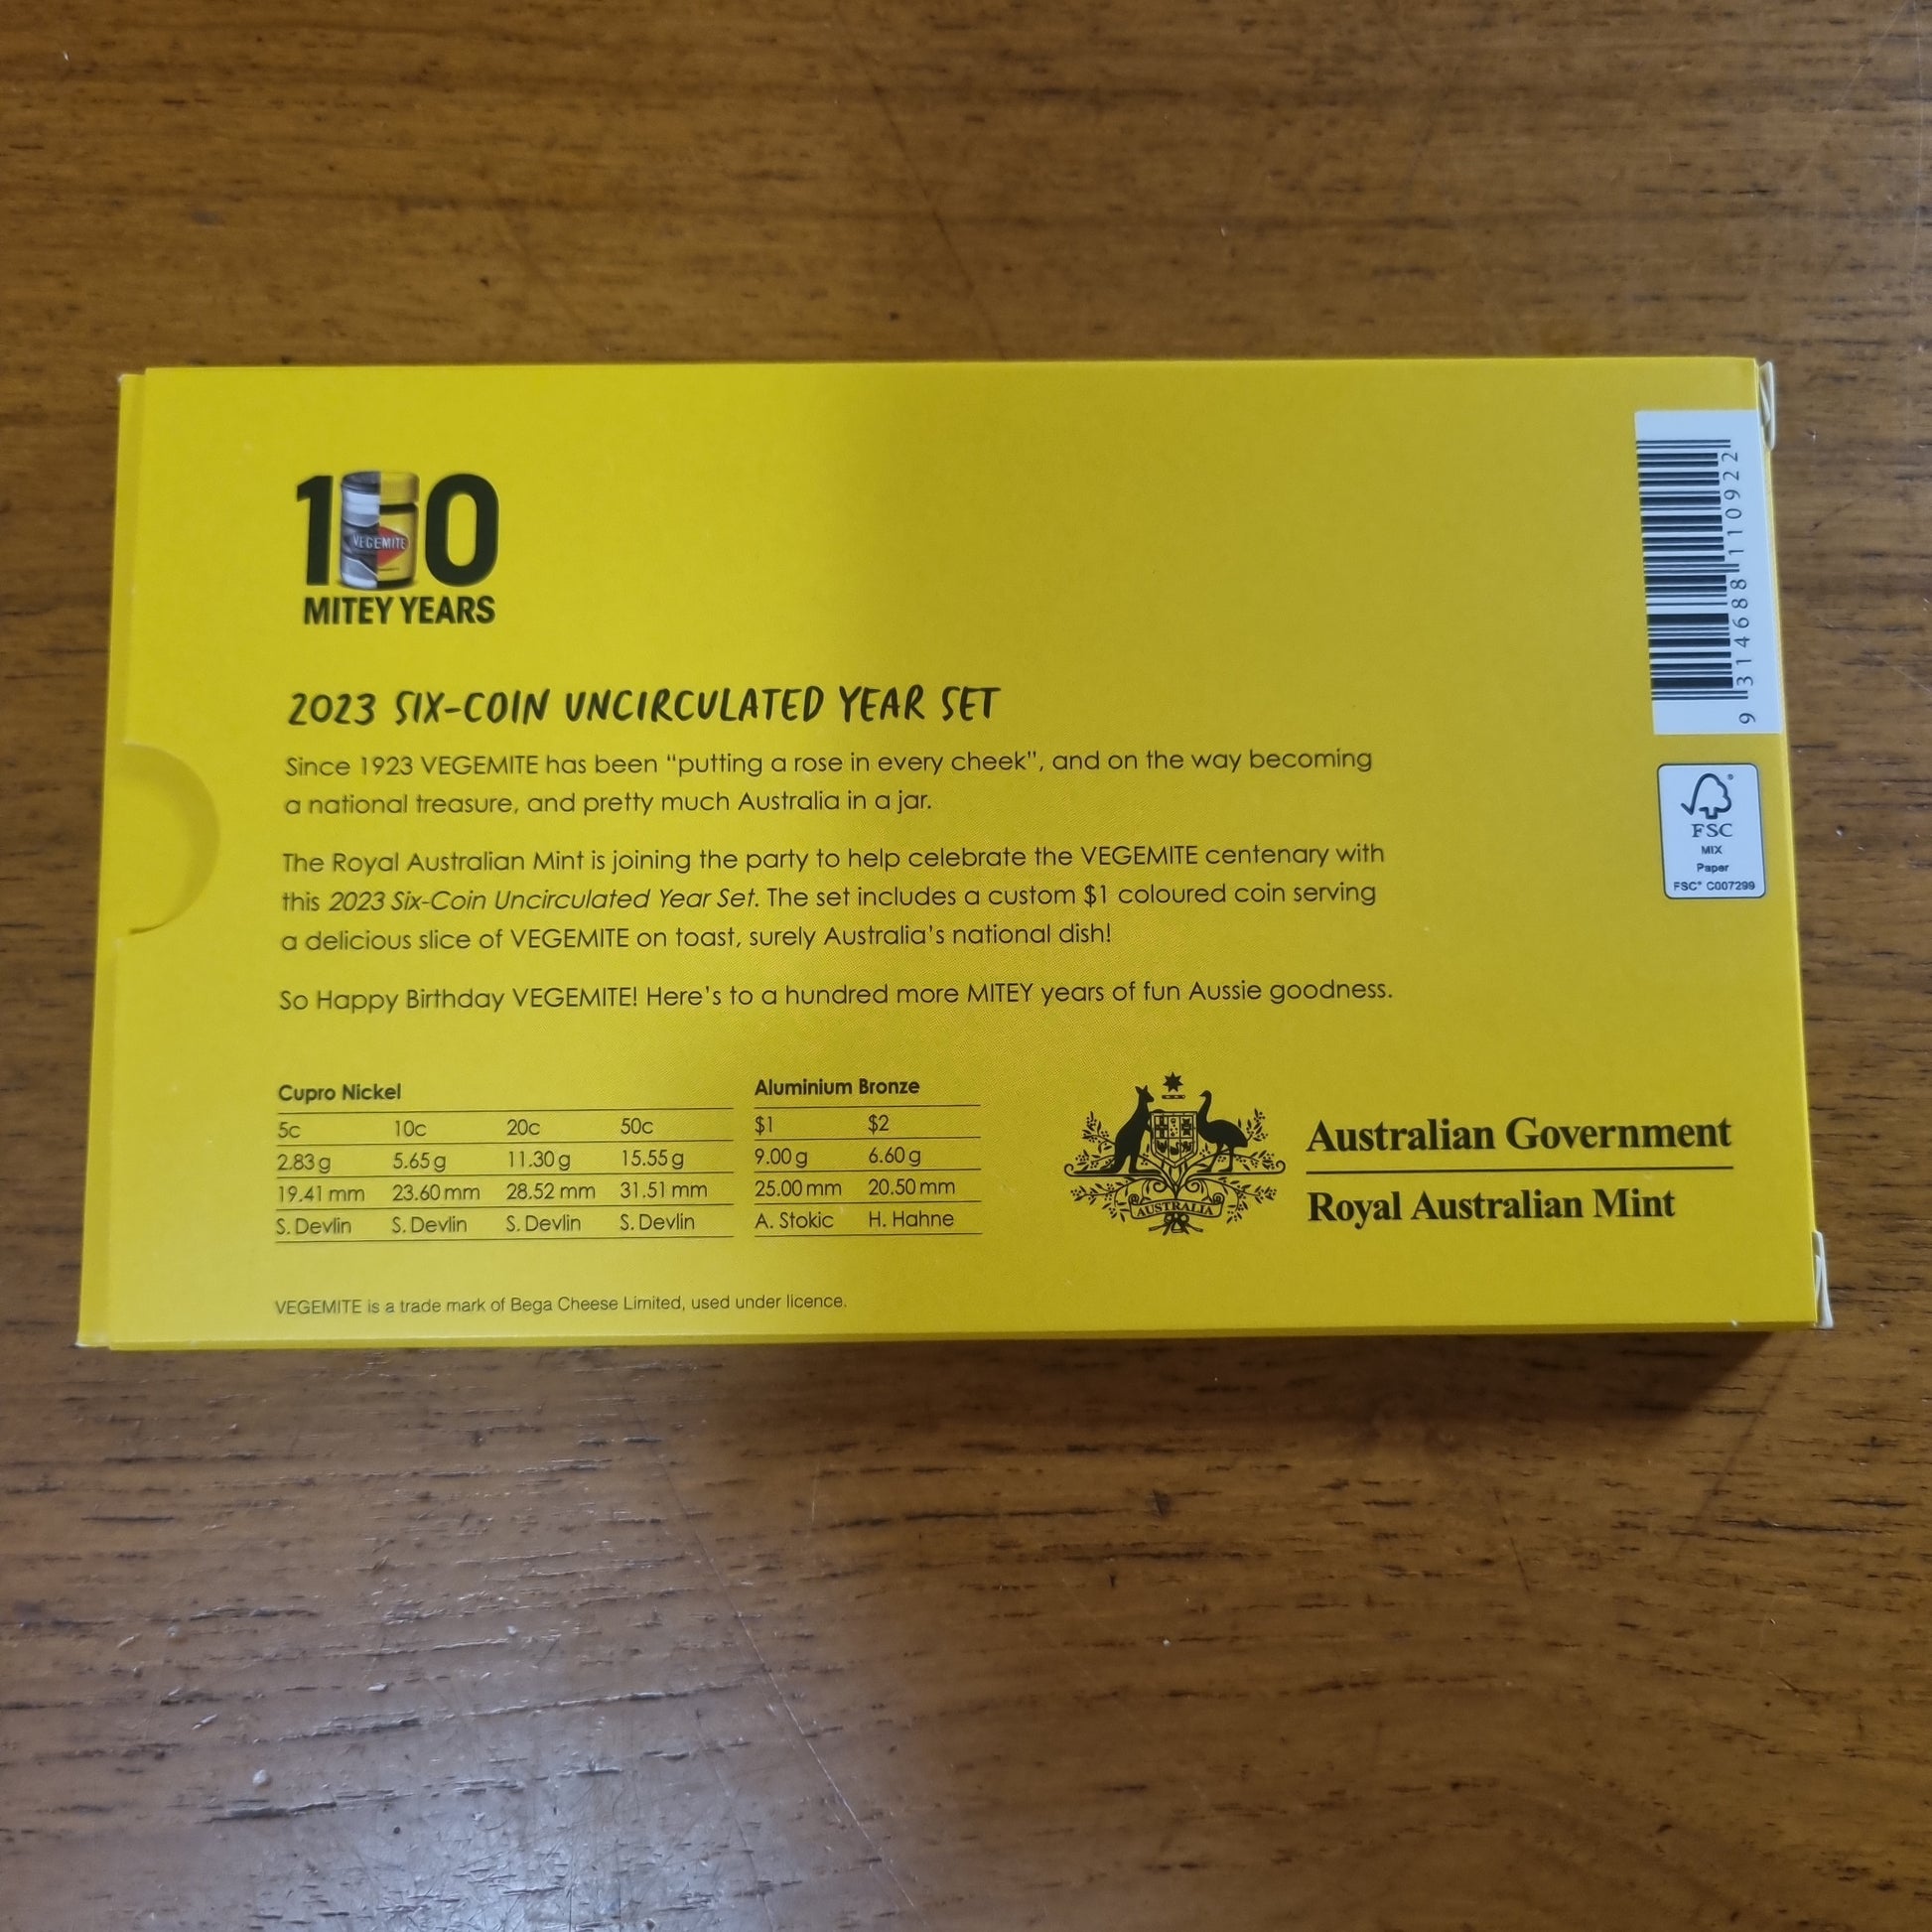 100
VEGEMITE
MITEY YEARS
2023 SIX-COIN UNCIRCULATED YEAR SET
Since 1923 VEGEMITE has been “putting a rose in every cheek”, and on the way becoming
a national treasure, and pretty much Australia in a jar.
The Royal Australian Mint is joining the party to help celebrate the VEGEMITE centenary with
this 2023 Six-Coin Uncirculated Year Set. The set includes a custom $1 coloured coin serving
a delicious slice of VEGEMITE on toast, surely Australia’s national dish!
So Happy Birthday VEGEMITE! Here’s to a hundred more MITEY years of fun Aussie goodness.
Cupro Nickel
5c 10c 20c 50c
2.83 g 5.65 g 11.30 g 15.55 g
19.41 mm 23.60 mm 28.52 mm 31.51 mm
S. Devlin S. Devlin S. Devlin S. Devlin
Aluminium Bronze
$1 $2
9.00 g 6.60 g
25.00 mm 20.50 mm
A. Stokic H. Hahne
AUSTRALIA
Australian Government
Royal Australian Mint
VEGEMITE is a trade mark of Bega Cheese Limited, used under licence.
9 314688 110922
FSC
MIX
Paper
FSC® C007299